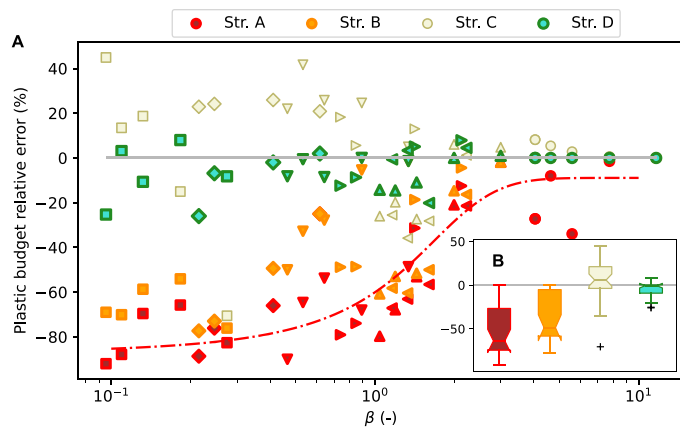 Str. A Str. B Str. C Str. D
A
Plastic budget relative error (%)
40
20
0
−20
−40
−60
−80
B
50
0
−50
10⁻¹ 10⁰ 10¹
β (-)